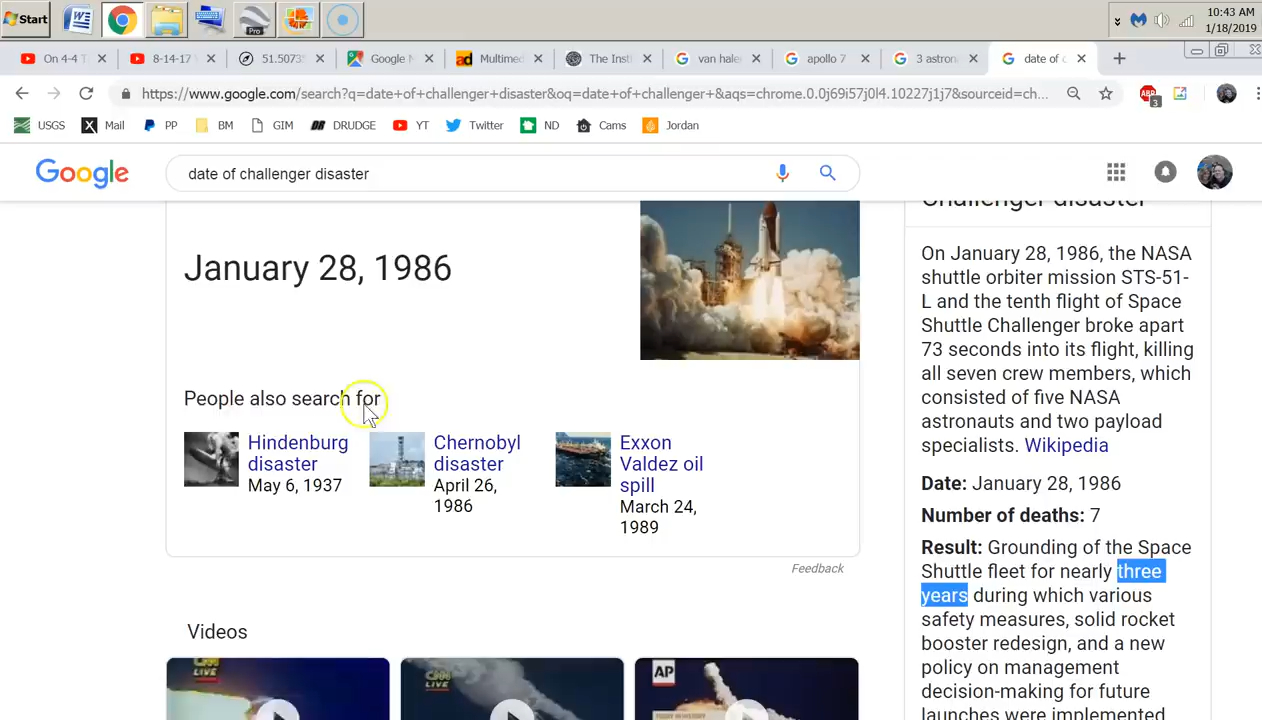 Start
Pro
10:43 AM
1/18/2019
On 4-4 T
8-14-17
51.5073
Google M
Multimed
The Inst
van hale
apollo 7
3 astron
date of c
https://www.google.com/search?q=date+of+challenger+disaster&oq=date+of+challenger+&aqs=chrome.0.0j69i57j0l4.10227j1j7&sourceid=ch...
ABP
3
USGS
X Mail
PP
BM
GIM
DR DRUDGE
YT
Twitter
ND
Cams
Jordan
Google
date of challenger disaster
Challenger disaster
January 28, 1986
On January 28, 1986, the NASA
shuttle orbiter mission STS-51-
L and the tenth flight of Space
Shuttle Challenger broke apart
73 seconds into its flight, killing
all seven crew members, which
consisted of five NASA
astronauts and two payload
specialists. Wikipedia
Date: January 28, 1986
Number of deaths: 7
Result: Grounding of the Space
Shuttle fleet for nearly three
years during which various
safety measures, solid rocket
booster redesign, and a new
policy on management
decision-making for future
launches were implemented
People also search for
Hindenburg
disaster
May 6, 1937
Chernobyl
disaster
April 26,
1986
Exxon
Valdez oil
spill
March 24,
1989
Feedback
Videos
LIVE
CNN
LIVE
AP